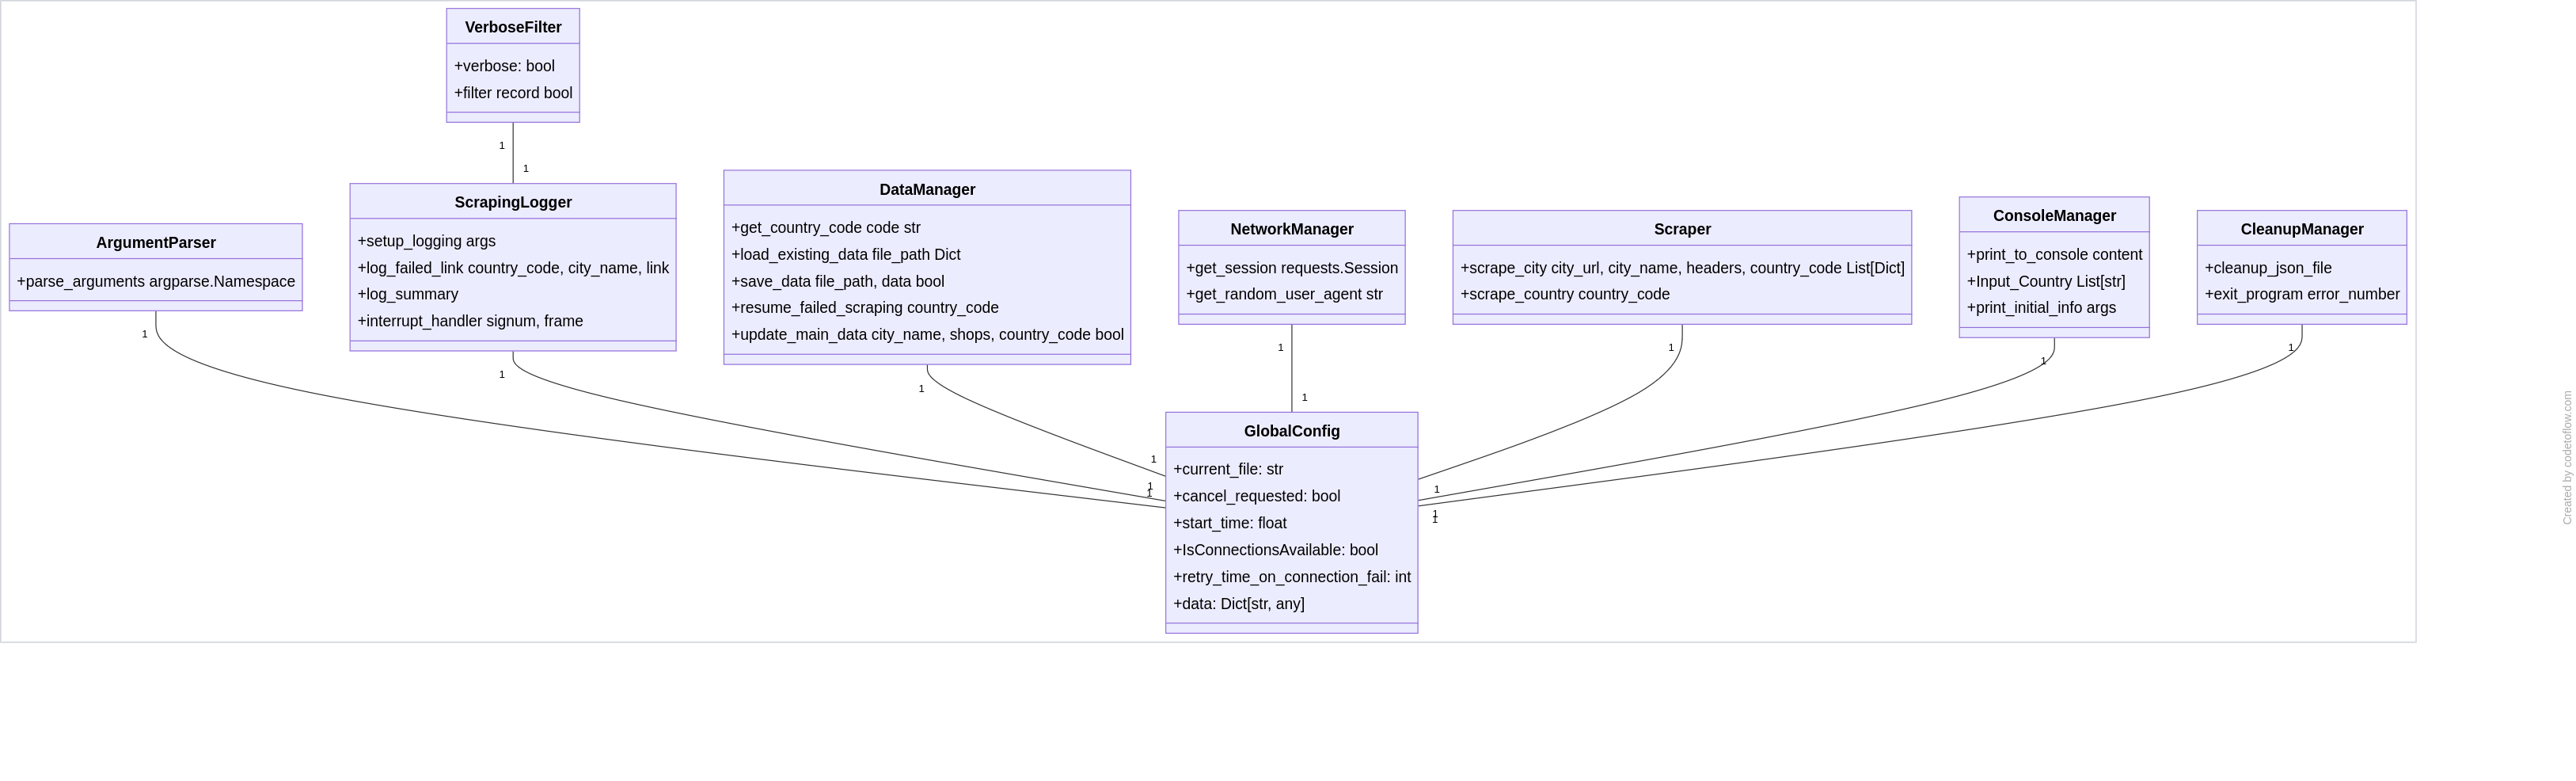 VerboseFilter
+verbose: bool
+filter record bool
1
1
ArgumentParser
+parse_arguments argparse.Namespace
1
ScrapingLogger
+setup_logging args
+log_failed_link country_code, city_name, link
+log_summary
+interrupt_handler signum, frame
1
DataManager
+get_country_code code str
+load_existing_data file_path Dict
+save_data file_path, data bool
+resume_failed_scraping country_code
+update_main_data city_name, shops, country_code bool
1
NetworkManager
+get_session requests.Session
+get_random_user_agent str
1
1
Scraper
+scrape_city city_url, city_name, headers, country_code List[Dict]
+scrape_country country_code
1
ConsoleManager
+print_to_console content
+Input_Country List[str]
+print_initial_info args
1
CleanupManager
+cleanup_json_file
+exit_program error_number
1
1
1
1
GlobalConfig
+current_file: str
+cancel_requested: bool
+start_time: float
+IsConnectionsAvailable: bool
+retry_time_on_connection_fail: int
+data: Dict[str, any]
1
1
1
Created by codetoflow.com